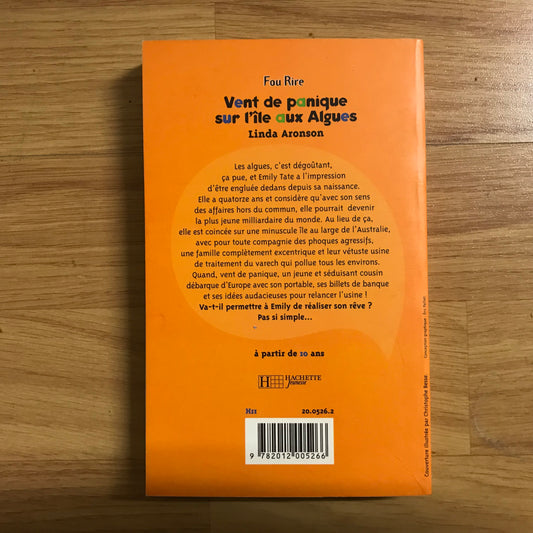 Fou Rire
Vent de panique
sur l'île aux Algues
Linda Aronson
Les algues, c'est dégoûtant,
ça pue, et Emily Tate a l'impression
d'être engluée dedans depuis sa naissance.
Elle a quatorze ans et considère qu'avec son sens
des affaires hors du commun, elle pourrait devenir
la plus jeune milliardaire du monde. Au lieu de ça,
elle est coincée sur une minuscule île au large de l'Australie,
avec pour toute compagnie des phoques agressifs,
une famille complètement excentrique et leur vétuste usine
de traitement du varech qui pollue tous les environs.
Quand, vent de panique, un jeune et séduisant cousin
débarque d'Europe avec son portable, ses billets de banque
et ses idées audacieuses pour relancer l'usine !
Va-t-il permettre à Emily de réaliser son rêve ?
Pas si simple...
à partir de 10 ans
H HACHETTE
Jeunesse
H11 20.0526.2
9 782012 005266
Couverture illustrée par Christophe Besse
Conception graphique :